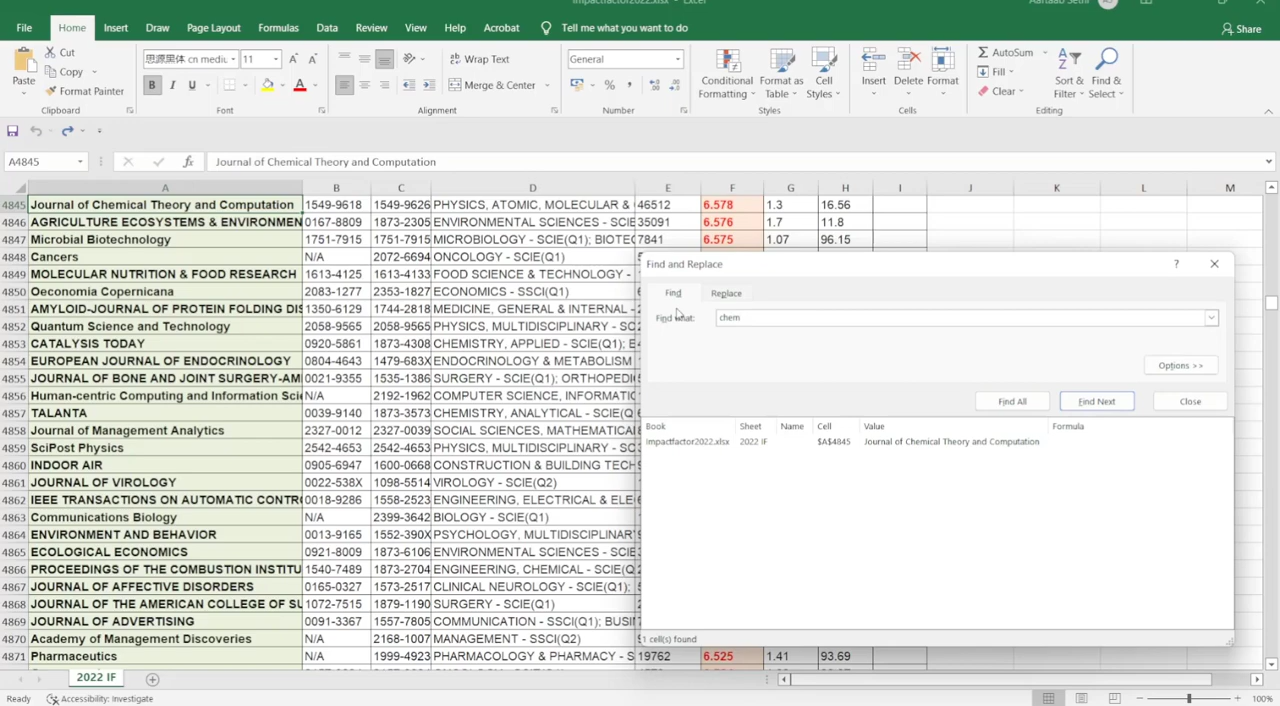 Impactfactor2022.xlsx - Excel
File Home Insert Draw Page Layout Formulas Data Review View Help Acrobat Tell me what you want to do Share
Paste Cut Copy Format Painter Clipboard
思源黑体 cn mediu 11 B I U Font
Wrap Text Merge & Center Alignment
General % Number
Conditional Formatting Format as Table Cell Styles Styles
Insert Delete Format Cells
AutoSum Fill Clear Sort & Filter Find & Select Editing
A4845 fx Journal of Chemical Theory and Computation
A B C D E F G H I J K L M
4845 Journal of Chemical Theory and Computation 1549-9618 1549-9626 PHYSICS, ATOMIC, MOLECULAR & 46512 6.578 1.3 16.56
4846 AGRICULTURE ECOSYSTEMS & ENVIRONMEN 0167-8809 1873-2305 ENVIRONMENTAL SCIENCES - SCIE 35091 6.576 1.7 11.8
4847 Microbial Biotechnology 1751-7915 1751-7915 MICROBIOLOGY - SCIE(Q1); BIOTE 7841 6.575 1.07 96.15
4848 Cancers N/A 2072-6694 ONCOLOGY - SCIE(Q1)
4849 MOLECULAR NUTRITION & FOOD RESEARCH 1613-4125 1613-4133 FOOD SCIENCE & TECHNOLOGY -
4850 Oeconomia Copernicana 2083-1277 2353-1827 ECONOMICS - SSCI(Q1)
4851 AMYLOID-JOURNAL OF PROTEIN FOLDING DIS 1350-6129 1744-2818 MEDICINE, GENERAL & INTERNAL -
4852 Quantum Science and Technology 2058-9565 2058-9565 PHYSICS, MULTIDISCIPLINARY - SCIE
4853 CATALYSIS TODAY 0920-5861 1873-4308 CHEMISTRY, APPLIED - SCIE(Q1); E
4854 EUROPEAN JOURNAL OF ENDOCRINOLOGY 0804-4643 1479-683X ENDOCRINOLOGY & METABOLISM
4855 JOURNAL OF BONE AND JOINT SURGERY-AM 0021-9355 1535-1386 SURGERY - SCIE(Q1); ORTHOPEDI
4856 Human-centric Computing and Information Scie N/A 2192-1962 COMPUTER SCIENCE, INFORMATIO
4857 TALANTA 0039-9140 1873-3573 CHEMISTRY, ANALYTICAL - SCIE(Q
4858 Journal of Management Analytics 2327-0012 2327-0039 SOCIAL SCIENCES, MATHEMATICA
4859 SciPost Physics 2542-4653 2542-4653 PHYSICS, MULTIDISCIPLINARY - SCIE
4860 INDOOR AIR 0905-6947 1600-0668 CONSTRUCTION & BUILDING TECH
4861 JOURNAL OF VIROLOGY 0022-538X 1098-5514 VIROLOGY - SCIE(Q2)
4862 IEEE TRANSACTIONS ON AUTOMATIC CONTR 0018-9286 1558-2523 ENGINEERING, ELECTRICAL & ELE
4863 Communications Biology N/A 2399-3642 BIOLOGY - SCIE(Q1)
4864 ENVIRONMENT AND BEHAVIOR 0013-9165 1552-390X PSYCHOLOGY, MULTIDISCIPLINAR
4865 ECOLOGICAL ECONOMICS 0921-8009 1873-6106 ENVIRONMENTAL SCIENCES - SCIE
4866 PROCEEDINGS OF THE COMBUSTION INSTITU 1540-7489 1873-2704 ENGINEERING, CHEMICAL - SCIE(Q
4867 JOURNAL OF AFFECTIVE DISORDERS 0165-0327 1573-2517 CLINICAL NEUROLOGY - SCIE(Q1);
4868 JOURNAL OF THE AMERICAN COLLEGE OF SU 1072-7515 1879-1190 SURGERY - SCIE(Q1)
4869 JOURNAL OF ADVERTISING 0091-3367 1557-7805 COMMUNICATION - SSCI(Q1); BUSI
4870 Academy of Management Discoveries N/A 2168-1007 MANAGEMENT - SSCI(Q2)
4871 Pharmaceutics N/A 1999-4923 PHARMACOLOGY & PHARMACY - S 19762 6.525 1.41 93.69
Find and Replace ?
Find Replace
Find what: chem
Options >>
Find All Find Next Close
Book Sheet Name Cell Value Formula
Impactfactor2022.xlsx 2022 IF $A$4845 Journal of Chemical Theory and Computation
1 cell(s) found
2022 IF
Ready Accessibility: Investigate 100%